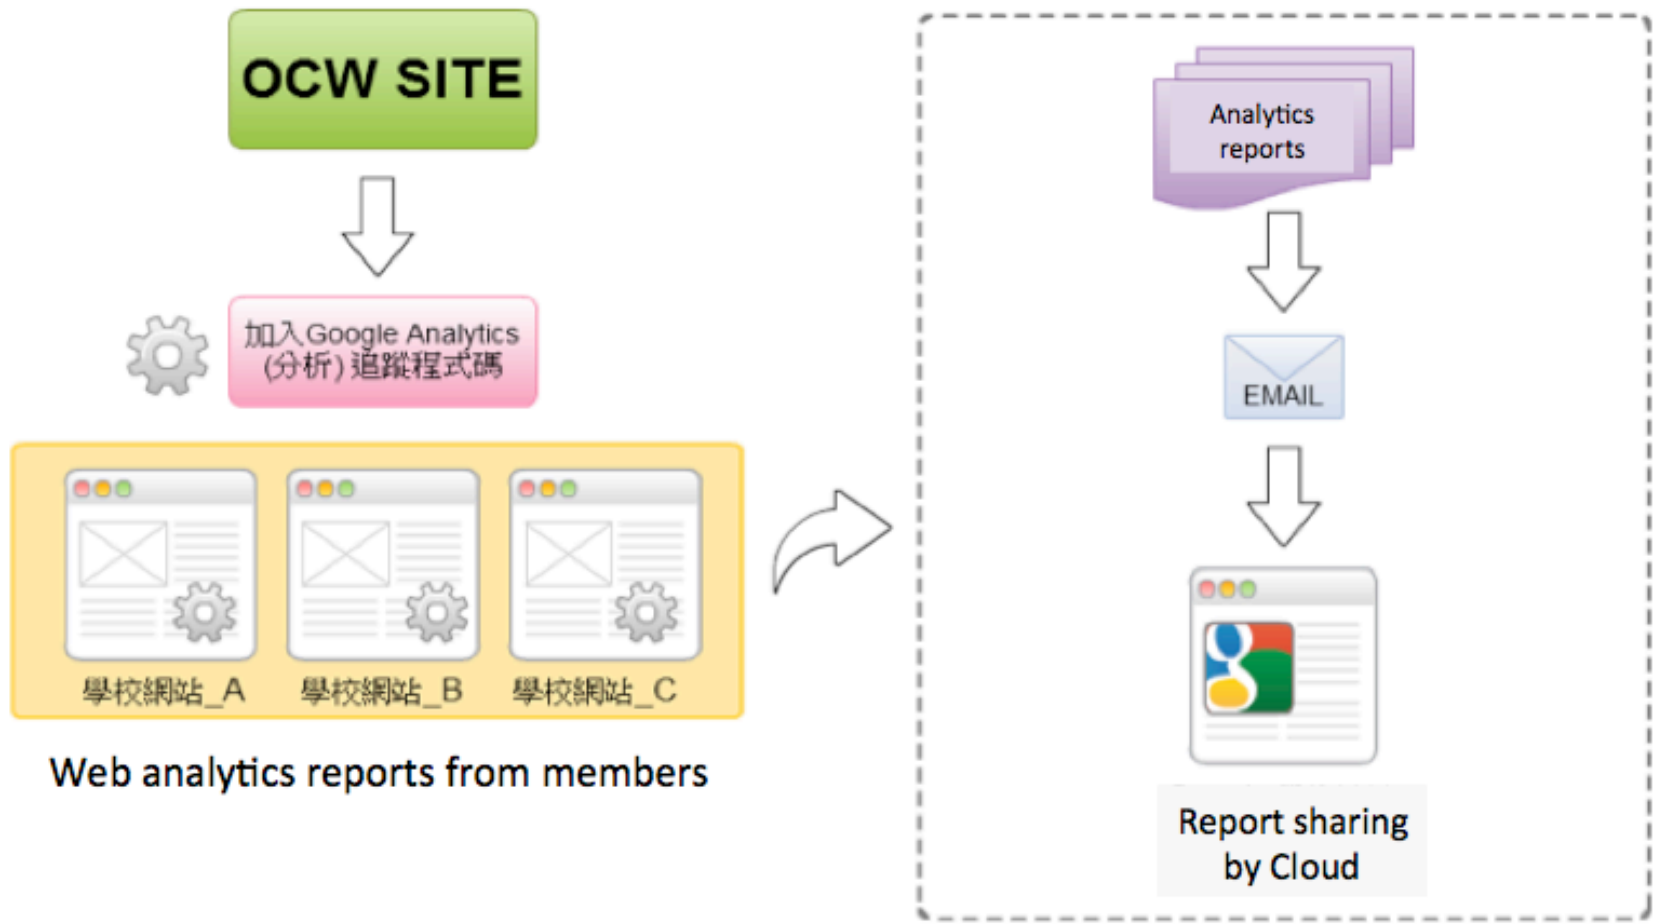 OCW SITE
加入Google Analytics
(分析) 追蹤程式碼
學校網站_A
學校網站_B
學校網站_C
Web analytics reports from members
Analytics
reports
EMAIL
Report sharing
by Cloud